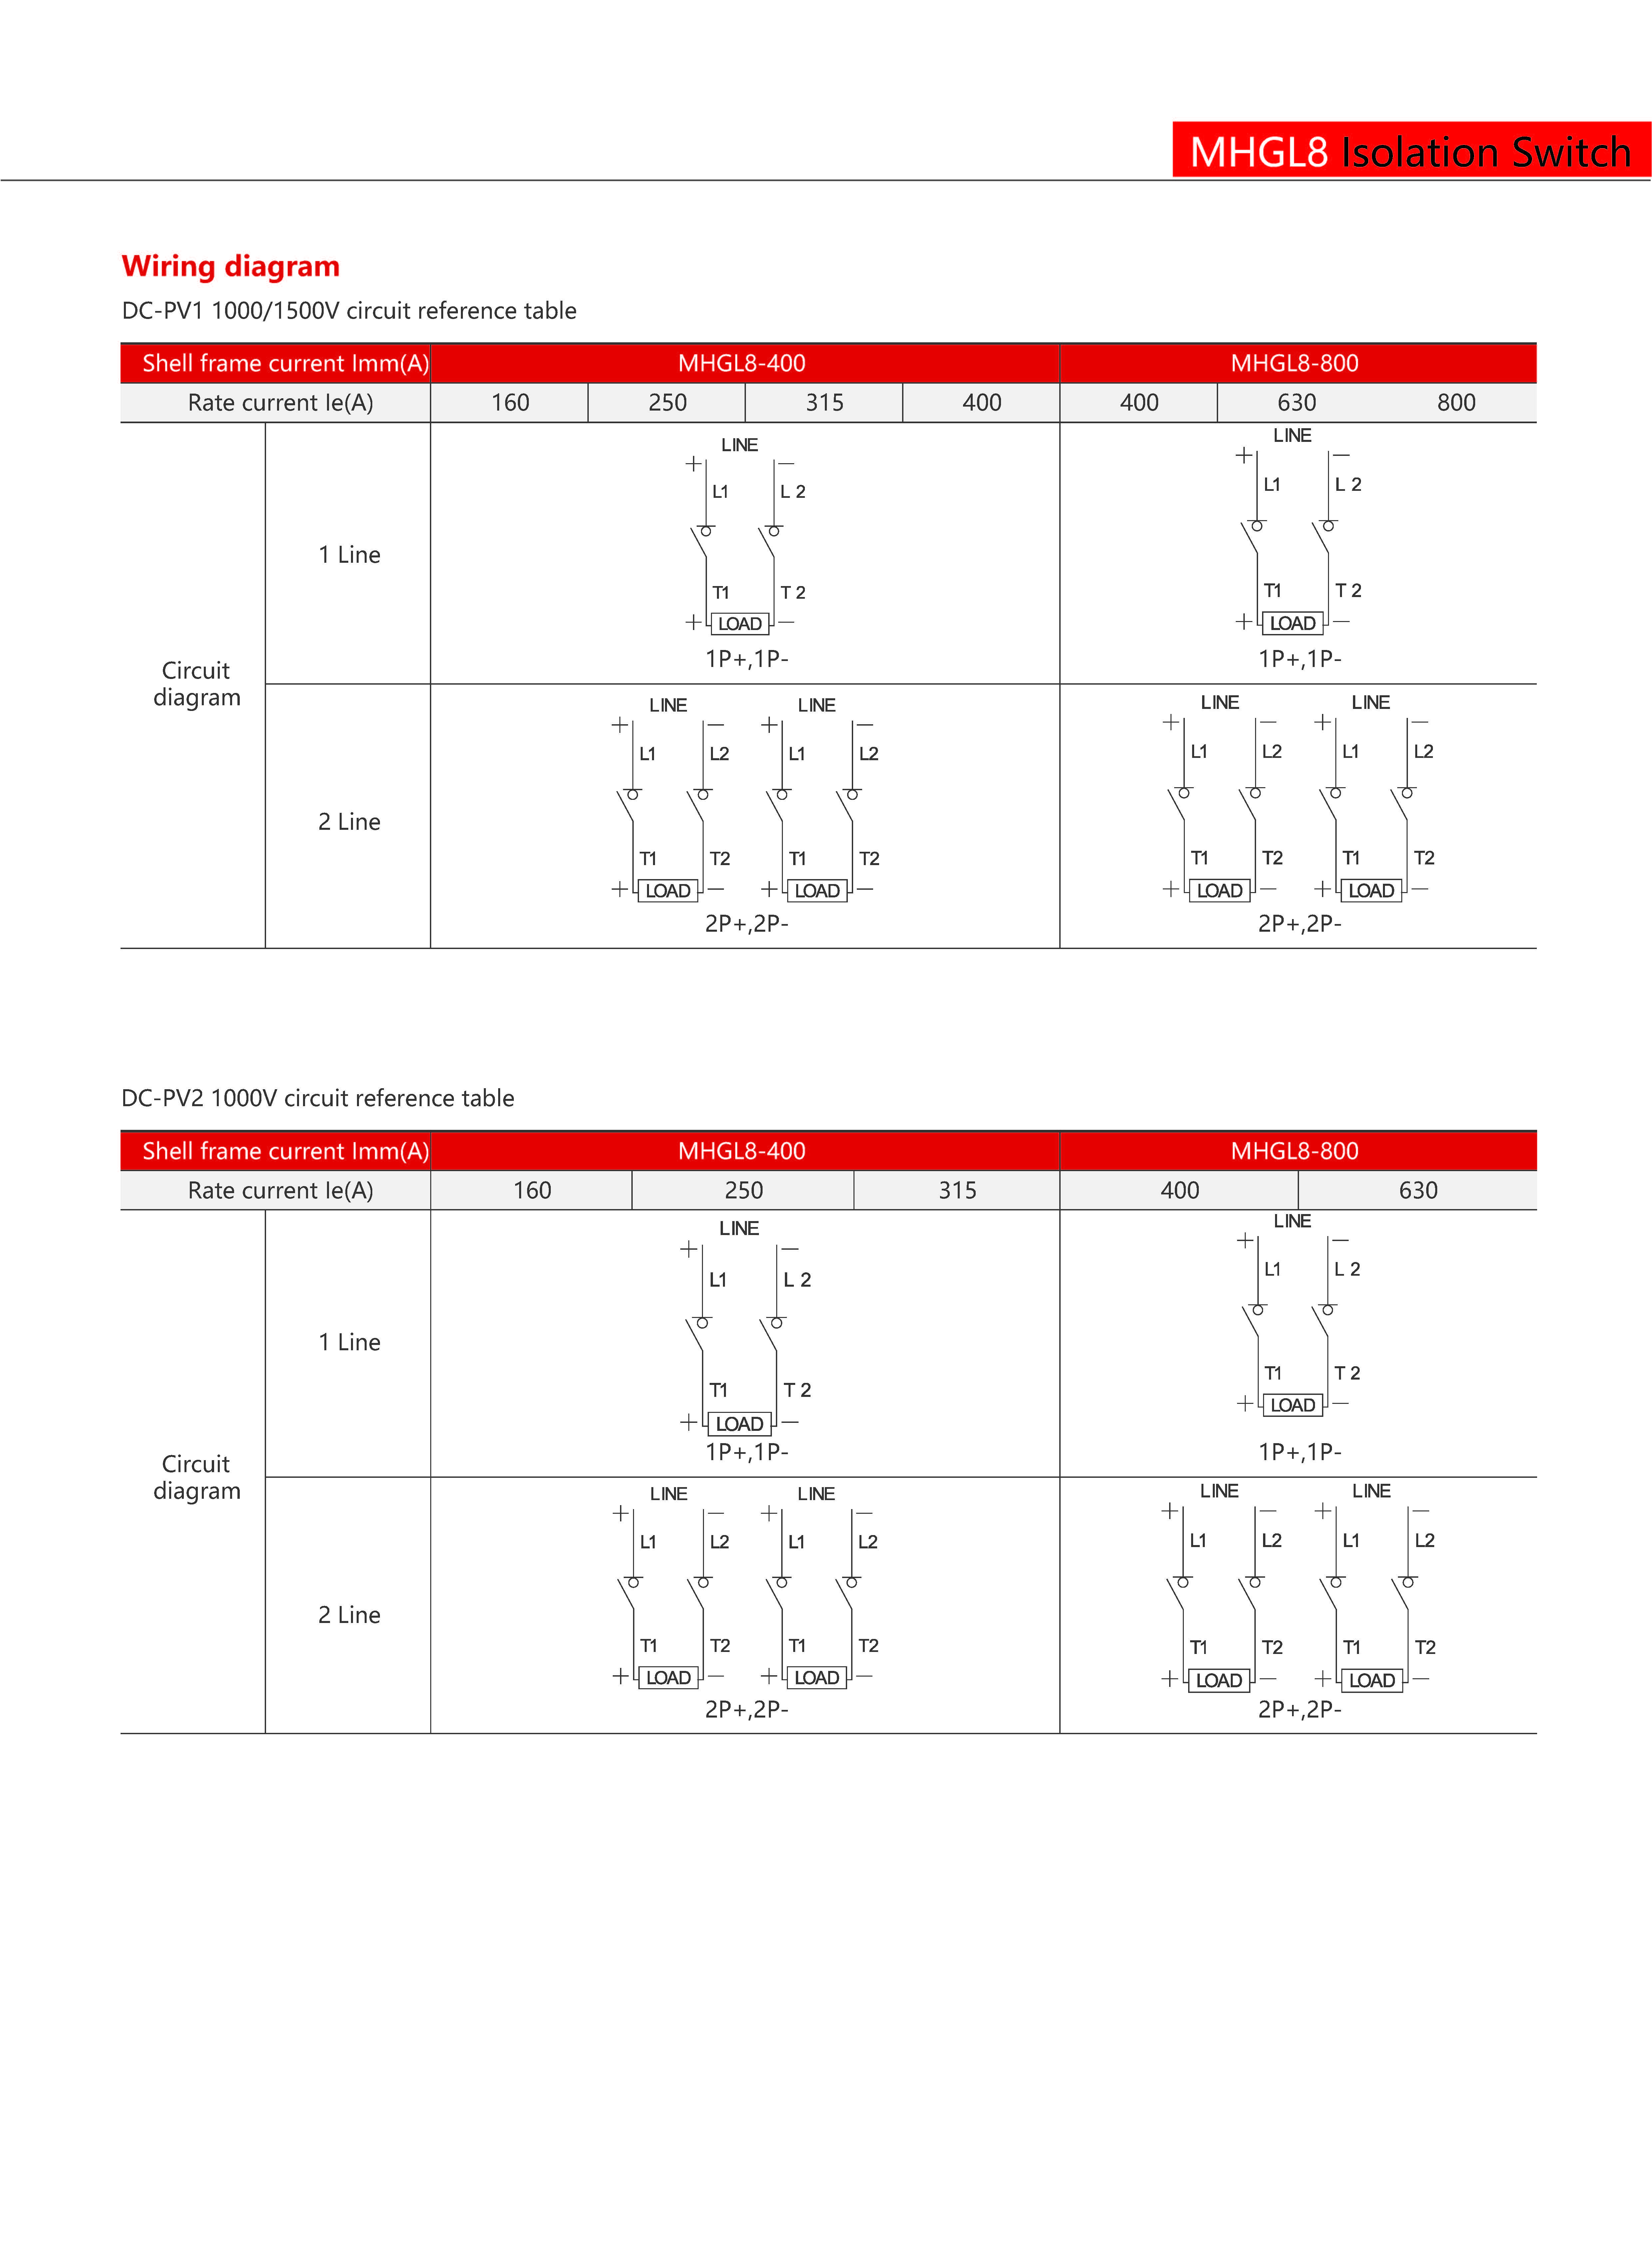 MHGL8 Isolation Switch
Wiring diagram
DC-PV1 1000/1500V circuit reference table
Shell frame current Imm(A) MHGL8-400 MHGL8-800
Rate current Ie(A) 160 250 315 400 400 630 800
Circuit diagram
1 Line
LINE
+ —
L1 L 2
T1 T 2
+ LOAD —
1P+,1P-
LINE
+ —
L1 L 2
T1 T 2
+ LOAD —
1P+,1P-
2 Line
LINE LINE
+ — + —
L1 L2 L1 L2
T1 T2 T1 T2
+ LOAD — + LOAD —
2P+,2P-
LINE LINE
+ — + —
L1 L2 L1 L2
T1 T2 T1 T2
+ LOAD — + LOAD —
2P+,2P-
DC-PV2 1000V circuit reference table
Shell frame current Imm(A) MHGL8-400 MHGL8-800
Rate current Ie(A) 160 250 315 400 630
Circuit diagram
1 Line
LINE
+ —
L1 L 2
T1 T 2
+ LOAD —
1P+,1P-
LINE
+ —
L1 L 2
T1 T 2
+ LOAD —
1P+,1P-
2 Line
LINE LINE
+ — + —
L1 L2 L1 L2
T1 T2 T1 T2
+ LOAD — + LOAD —
2P+,2P-
LINE LINE
+ — + —
L1 L2 L1 L2
T1 T2 T1 T2
+ LOAD — + LOAD —
2P+,2P-